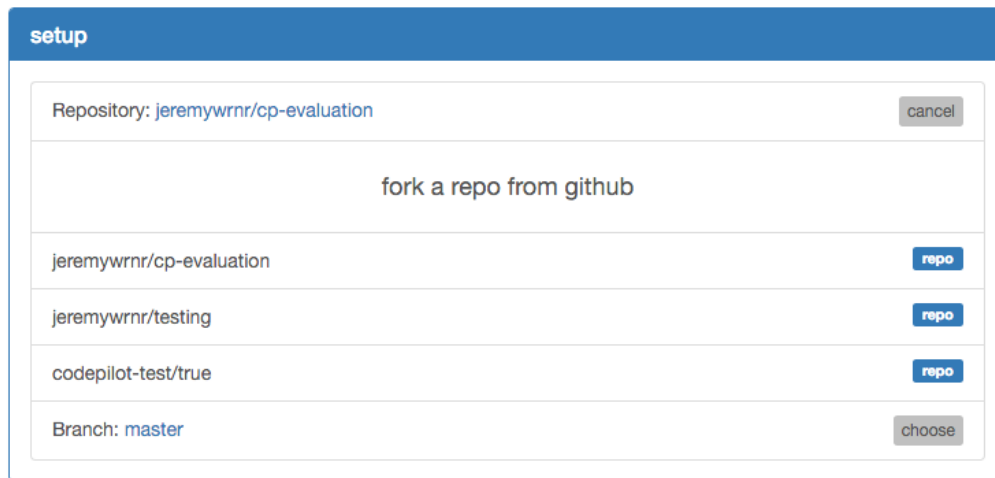 setup
Repository: jeremywrnr/cp-evaluation cancel
fork a repo from github
jeremywrnr/cp-evaluation repo
jeremywrnr/testing repo
codepilot-test/true repo
Branch: master choose